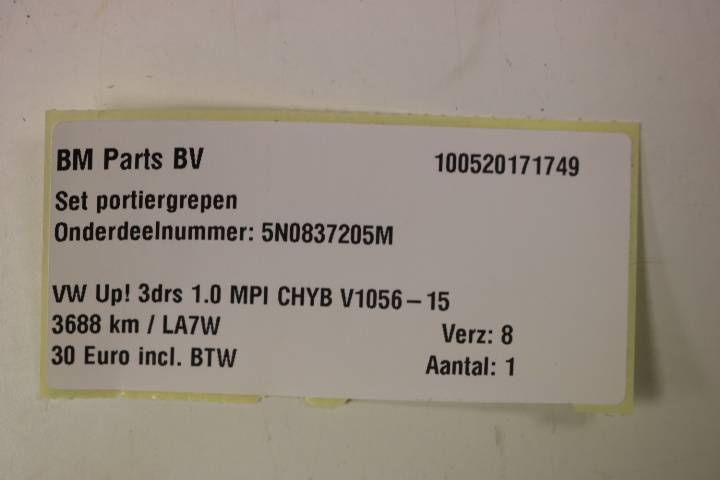 BM Parts BV 100520171749
Set portiergrepen
Onderdeelnummer: 5N0837205M
VW Up! 3drs 1.0 MPI CHYB V1056-15
3688 km / LA7W Verz: 8
30 Euro incl. BTW Aantal: 1